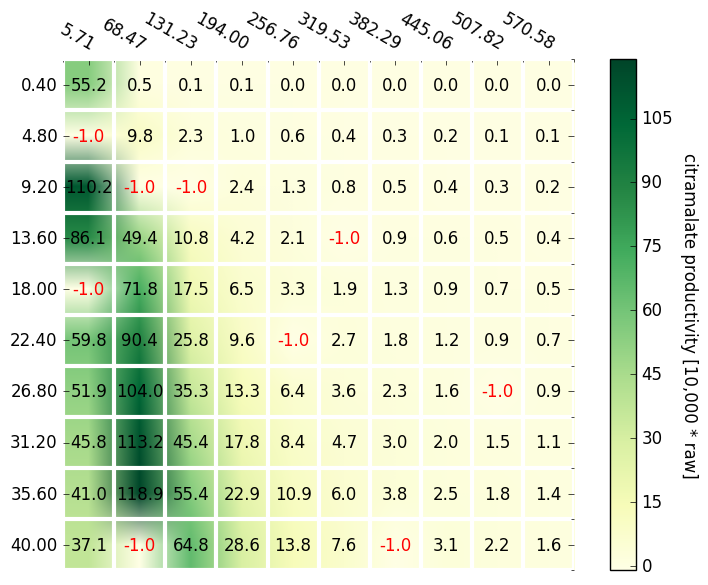 5.71 68.47 131.23 194.00 256.76 319.53 382.29 445.06 507.82 570.58
0.40 55.2 0.5 0.1 0.1 0.0 0.0 0.0 0.0 0.0 0.0
4.80 -1.0 9.8 2.3 1.0 0.6 0.4 0.3 0.2 0.1 0.1
9.20 110.2 -1.0 -1.0 2.4 1.3 0.8 0.5 0.4 0.3 0.2
13.60 86.1 49.4 10.8 4.2 2.1 -1.0 0.9 0.6 0.5 0.4
18.00 -1.0 71.8 17.5 6.5 3.3 1.9 1.3 0.9 0.7 0.5
22.40 59.8 90.4 25.8 9.6 -1.0 2.7 1.8 1.2 0.9 0.7
26.80 51.9 104.0 35.3 13.3 6.4 3.6 2.3 1.6 -1.0 0.9
31.20 45.8 113.2 45.4 17.8 8.4 4.7 3.0 2.0 1.5 1.1
35.60 41.0 118.9 55.4 22.9 10.9 6.0 3.8 2.5 1.8 1.4
40.00 37.1 -1.0 64.8 28.6 13.8 7.6 -1.0 3.1 2.2 1.6
105
90
75
60
45
30
15
0
citramalate productivity [10,000 * raw]